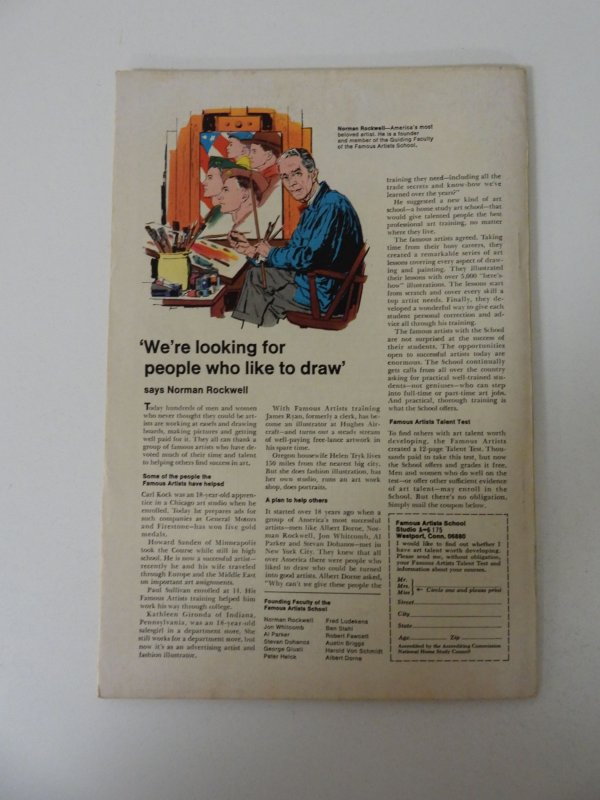 Norman Rockwell—America's most
beloved artist. He is a founder
and member of the Guiding Faculty
of the Famous Artists School.
'We're looking for
people who like to draw'
says Norman Rockwell
Today hundreds of men and women
who never thought they could be art-
ists are working at easels and drawing
boards, making pictures and getting
well paid for it. They all can thank a
group of famous artists who have de-
voted much of their time and talent
to helping others find success in art.
Some of the people the
Famous Artists have helped
Carl Kock was an 18-year-old appren-
tice in a Chicago art studio when he
enrolled. Today he prepares ads for
such companies as General Motors
and Firestone—has won five gold
medals.
Howard Sanden of Minneapolis
took the Course while still in high
school. He is now a successful artist—
recently he and his wife traveled
through Europe and the Middle East
on important art assignments.
Paul Sullivan enrolled at 14. His
Famous Artists training helped him
work his way through college.
Kathleen Gironda of Indiana,
Pennsylvania, was an 18-year-old
salesgirl in a department store. She
still works for a department store, but
now it's as an advertising artist and
fashion illustrator.
With Famous Artists training
James Ryan, formerly a clerk, has be-
come an illustrator at Hughes Air-
craft—and turns out a steady stream
of well-paying free-lance artwork in
his spare time.
Oregon housewife Helen Tryk lives
150 miles from the nearest big city.
But she does fashion illustration, has
her own studio, runs an art work
shop, does portraits.
A plan to help others
It started over 18 years ago when a
group of America's most successful
artists—men like Albert Dorne, Nor-
man Rockwell, Jon Whitcomb, Al
Parker and Stevan Dohanos—met in
New York City. They knew that all
over America there were people who
liked to draw who could be turned
into good artists. Albert Dorne asked,
"Why can't we give these people the
Founding Faculty of the
Famous Artists School
Norman Rockwell
Jon Whitcomb
Al Parker
Stevan Dohanos
George Giusti
Peter Helck
Fred Ludekens
Ben Stahl
Robert Fawcett
Austin Briggs
Harold Von Schmidt
Albert Dorne
training they need—including all the
trade secrets and know-how we've
learned over the years?"
He suggested a new kind of art
school—a home study art school—that
would give talented people the best
professional art training, no matter
where they live.
The famous artists agreed. Taking
time from their busy careers, they
created a remarkable series of art
lessons covering every aspect of draw-
ing and painting. They illustrated
their lessons with over 5,000 "here's-
how" illustrations. The lessons start
from scratch and cover every skill a
top artist needs. Finally, they de-
veloped a wonderful way to give each
student personal correction and ad-
vice all through his training.
The famous artists with the School
are not surprised at the success of
their students. The opportunities
open to successful artists today are
enormous. The School continually
gets calls from all over the country
asking for practical well-trained stu-
dents—not geniuses—who can step
into full-time or part-time art jobs.
And practical, thorough training is
what the School offers.
Famous Artists Talent Test
To find others with art talent worth
developing, the Famous Artists
created a 12-page Talent Test. Thou-
sands paid to take this test, but now
the School offers and grades it free.
Men and women who do well on the
test—or offer other sufficient evidence
of art talent—may enroll in the
School. But there's no obligation.
Simply mail the coupon below.
Famous Artists School
Westport, Conn. 06880
I would like to find out whether I
have art talent worth developing.
Please send me, without obligation,
your Famous Artists Talent Test and
information about your courses.
Mr.
Mrs.
Miss
Circle one and please print
Street
City
State
Age Zip
Accredited by the Accrediting Commission
National Home Study Council